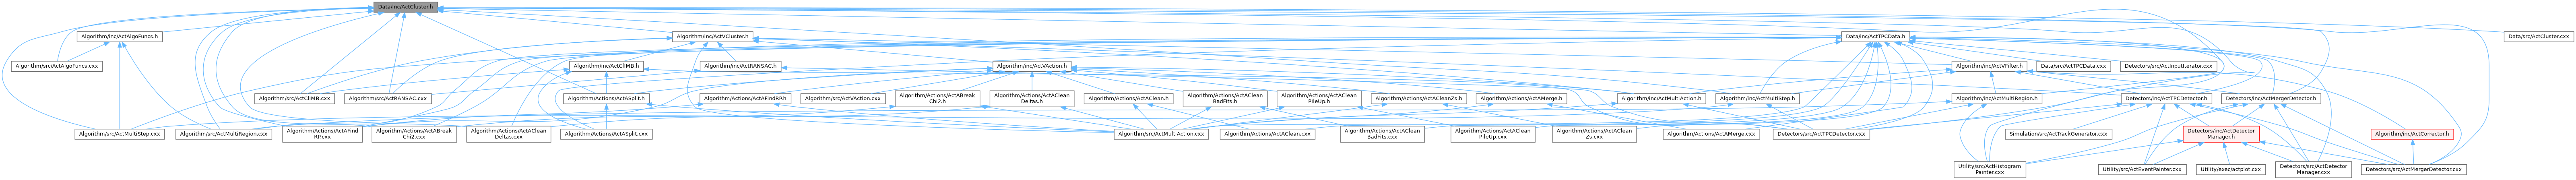 Data/inc/ActCluster.h
Algorithm/inc/ActAlgoFuncs.h
Algorithm/inc/ActVCluster.h
Data/inc/ActTPCData.h
Data/src/ActCluster.cxx
Algorithm/src/ActAlgoFuncs.cxx
Algorithm/inc/ActClIMB.h
Algorithm/inc/ActRANSAC.h
Algorithm/inc/ActVAction.h
Algorithm/inc/ActVFilter.h
Data/src/ActTPCData.cxx
Detectors/src/ActInputIterator.cxx
Algorithm/src/ActClIMB.cxx
Algorithm/src/ActRANSAC.cxx
Algorithm/Actions/ActASplit.h
Algorithm/Actions/ActAFindRP.h
Algorithm/src/ActVAction.cxx
Algorithm/Actions/ActABreak
Chi2.h
Algorithm/Actions/ActAClean
Deltas.h
Algorithm/Actions/ActAClean.h
Algorithm/Actions/ActAClean
BadFits.h
Algorithm/Actions/ActAClean
PileUp.h
Algorithm/Actions/ActACleanZs.h
Algorithm/Actions/ActAMerge.h
Algorithm/inc/ActMultiAction.h
Algorithm/inc/ActMultiStep.h
Algorithm/inc/ActMultiRegion.h
Detectors/inc/ActTPCDetector.h
Detectors/inc/ActMergerDetector.h
Algorithm/src/ActMultiStep.cxx
Algorithm/src/ActMultiRegion.cxx
Algorithm/Actions/ActAFind
RP.cxx
Algorithm/Actions/ActABreak
Chi2.cxx
Algorithm/Actions/ActAClean
Deltas.cxx
Algorithm/Actions/ActASplit.cxx
Algorithm/src/ActMultiAction.cxx
Algorithm/Actions/ActAClean.cxx
Algorithm/Actions/ActAClean
BadFits.cxx
Algorithm/Actions/ActAClean
PileUp.cxx
Algorithm/Actions/ActAClean
Zs.cxx
Algorithm/Actions/ActAMerge.cxx
Detectors/src/ActTPCDetector.cxx
Simulation/src/ActTrackGenerator.cxx
Detectors/inc/ActDetector
Manager.h
Algorithm/inc/ActCorrector.h
Utility/src/ActHistogram
Painter.cxx
Utility/src/ActEventPainter.cxx
Utility/exec/actplot.cxx
Detectors/src/ActDetector
Manager.cxx
Detectors/src/ActMergerDetector.cxx